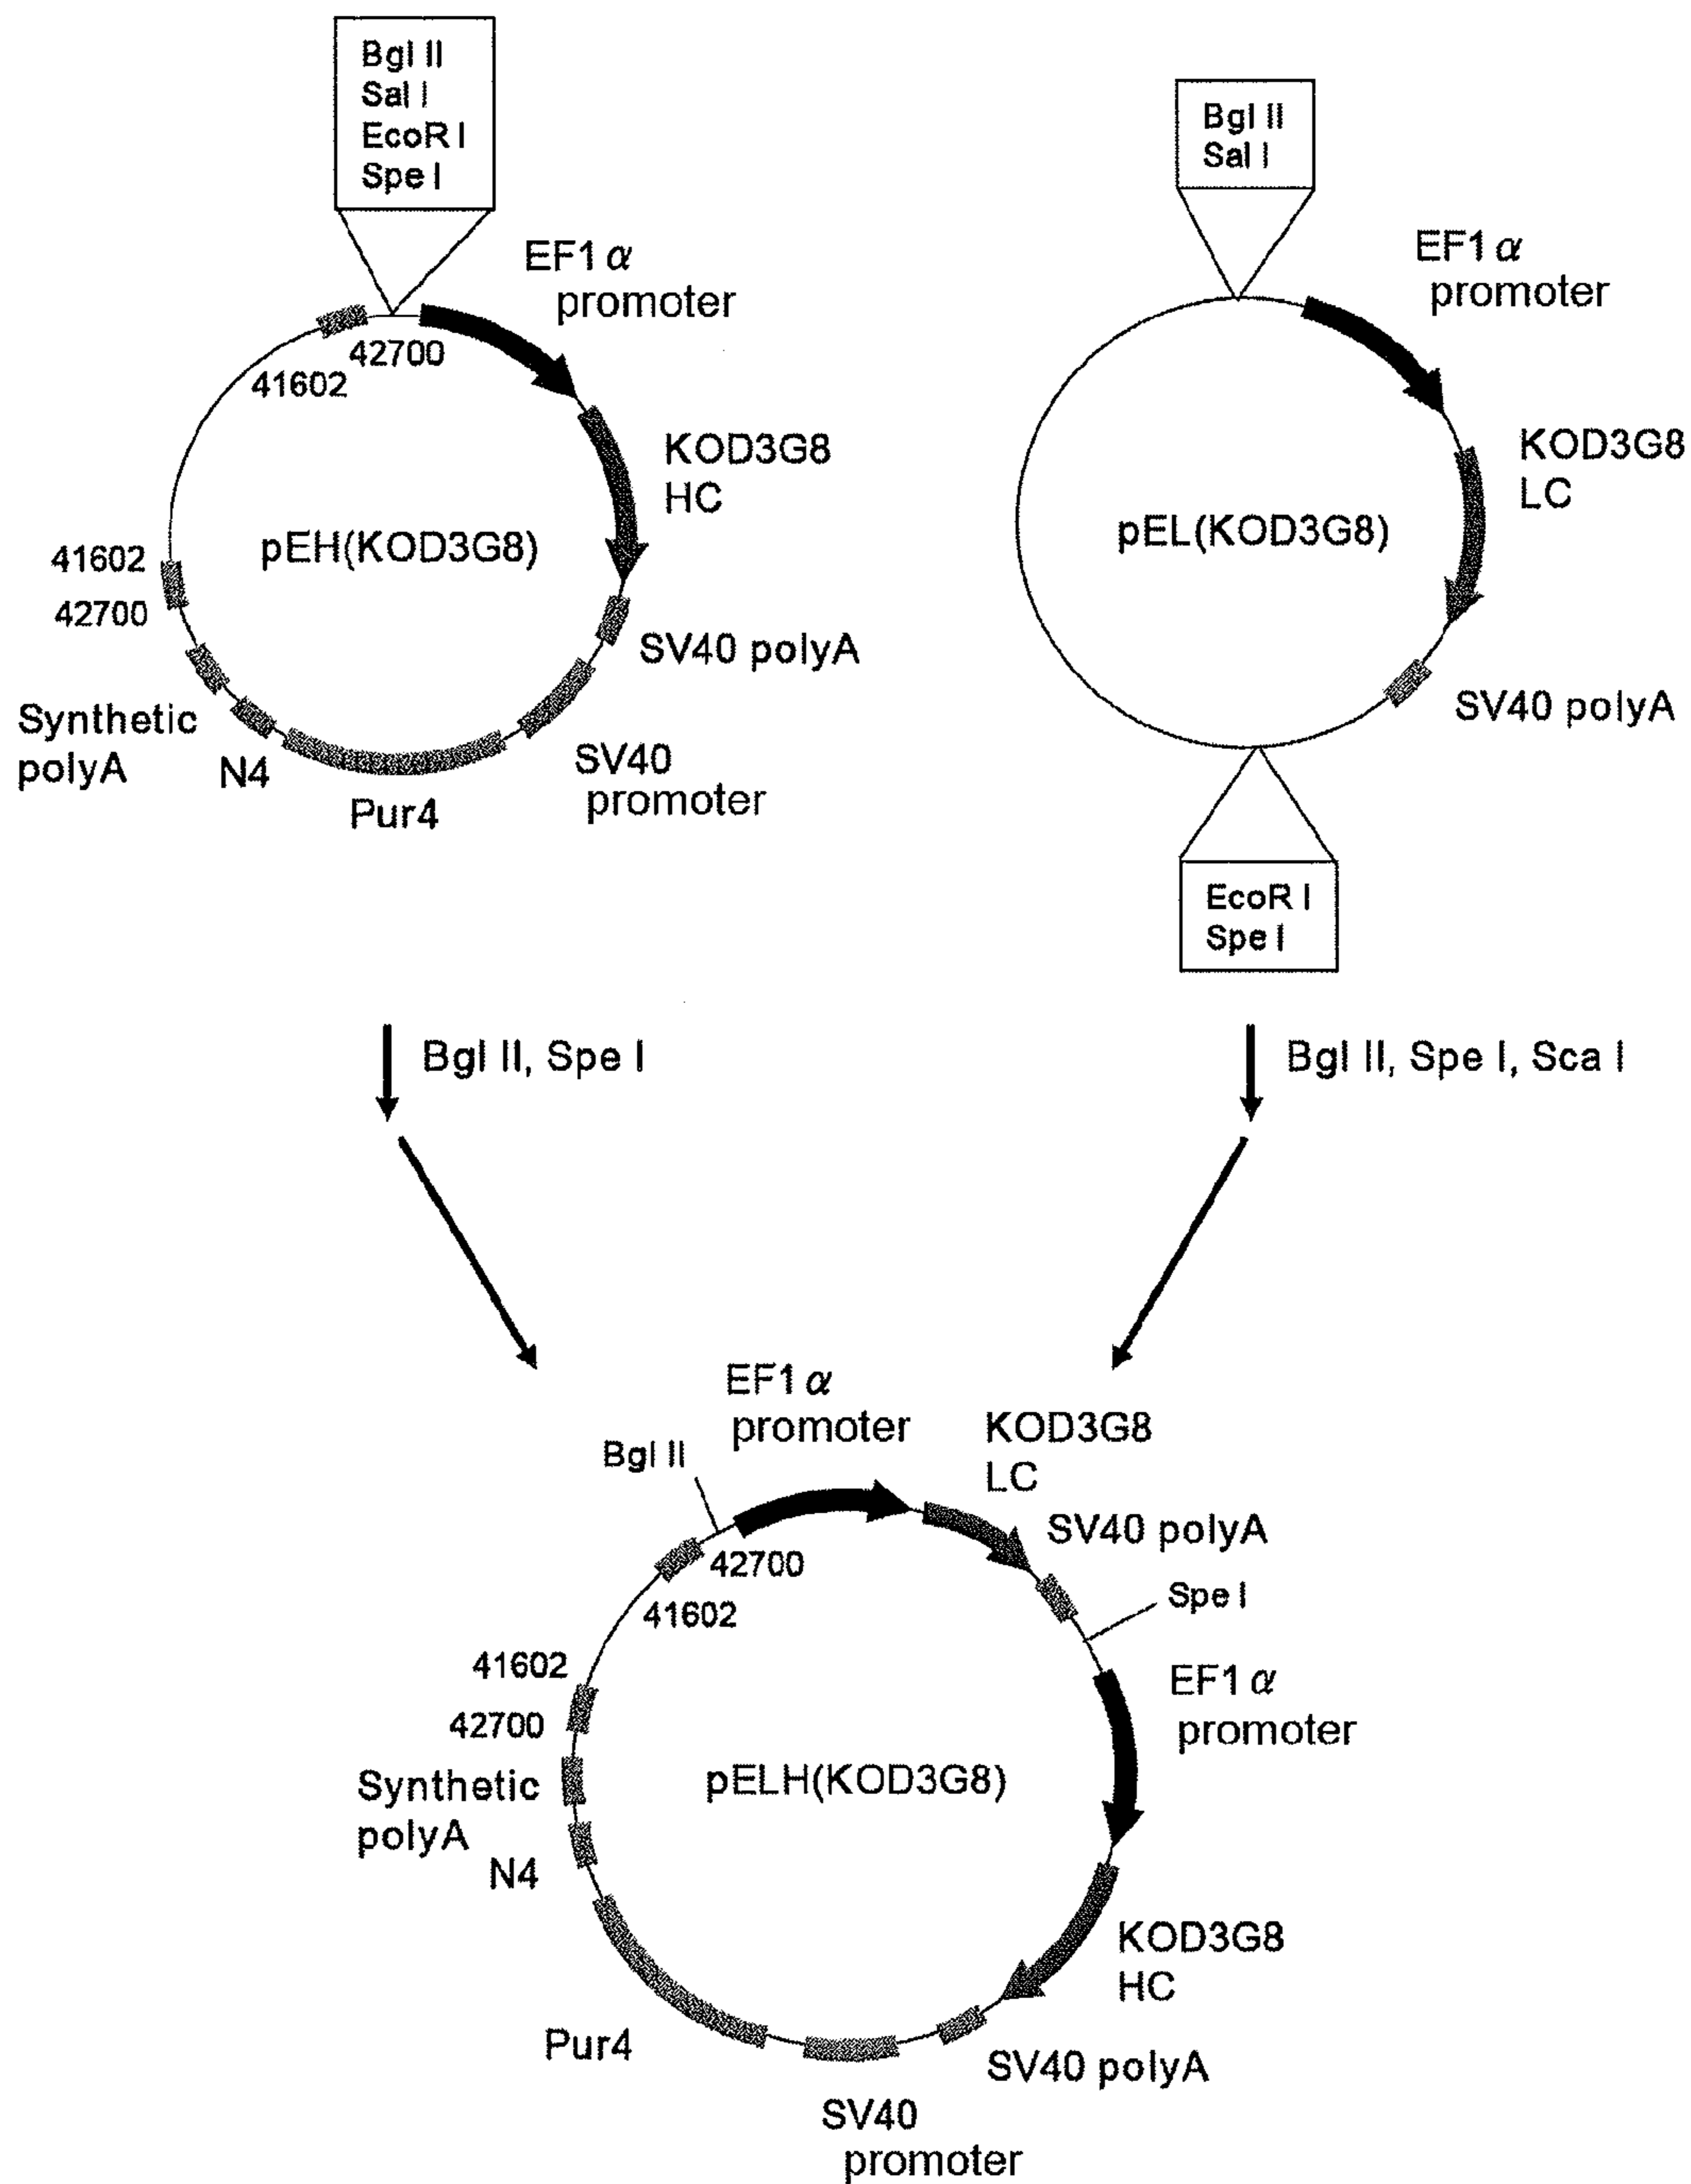 Bgl II
Sal I
EcoR I
Spe I
EF1α
promoter
42700
41602
KOD3G8
HC
pEH(KOD3G8)
41602
42700
SV40 polyA
Synthetic
polyA
N4
Pur4
SV40
promoter
Bgl II
Sal I
EF1α
promoter
KOD3G8
LC
pEL(KOD3G8)
SV40 polyA
EcoR I
Spe I
Bgl II, Spe I
Bgl II, Spe I, Sca I
EF1α
promoter
KOD3G8
LC
Bgl II
SV40 polyA
42700
41602
Spe I
41602
42700
EF1α
promoter
Synthetic
polyA
pELH(KOD3G8)
N4
KOD3G8
HC
Pur4
SV40 polyA
SV40
promoter